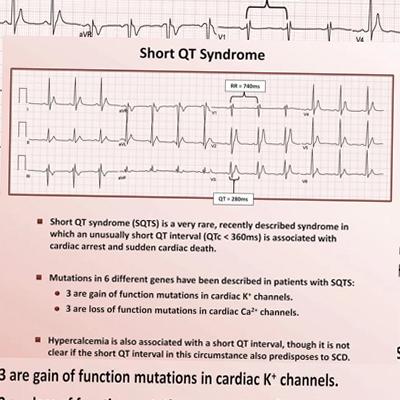 aVR
V1
V4
Short QT Syndrome
RR = 740ms
I
aVR
V1
V4
II
aVL
V2
V5
III
aVF
V3
V6
QT = 280ms
Short QT syndrome (SQTS) is a very rare, recently described syndrome in
which an unusually short QT interval (QTc < 360ms) is associated with
cardiac arrest and sudden cardiac death.
Mutations in 6 different genes have been described in patients with SQTS:
3 are gain of function mutations in cardiac K⁺ channels.
3 are loss of function mutations in cardiac Ca²⁺ channels.
Hypercalcemia is also associated with a short QT interval, though it is not
clear if the short QT interval in this circumstance also predisposes to SCD.
3 are gain of function mutations in cardiac K⁺ channels.